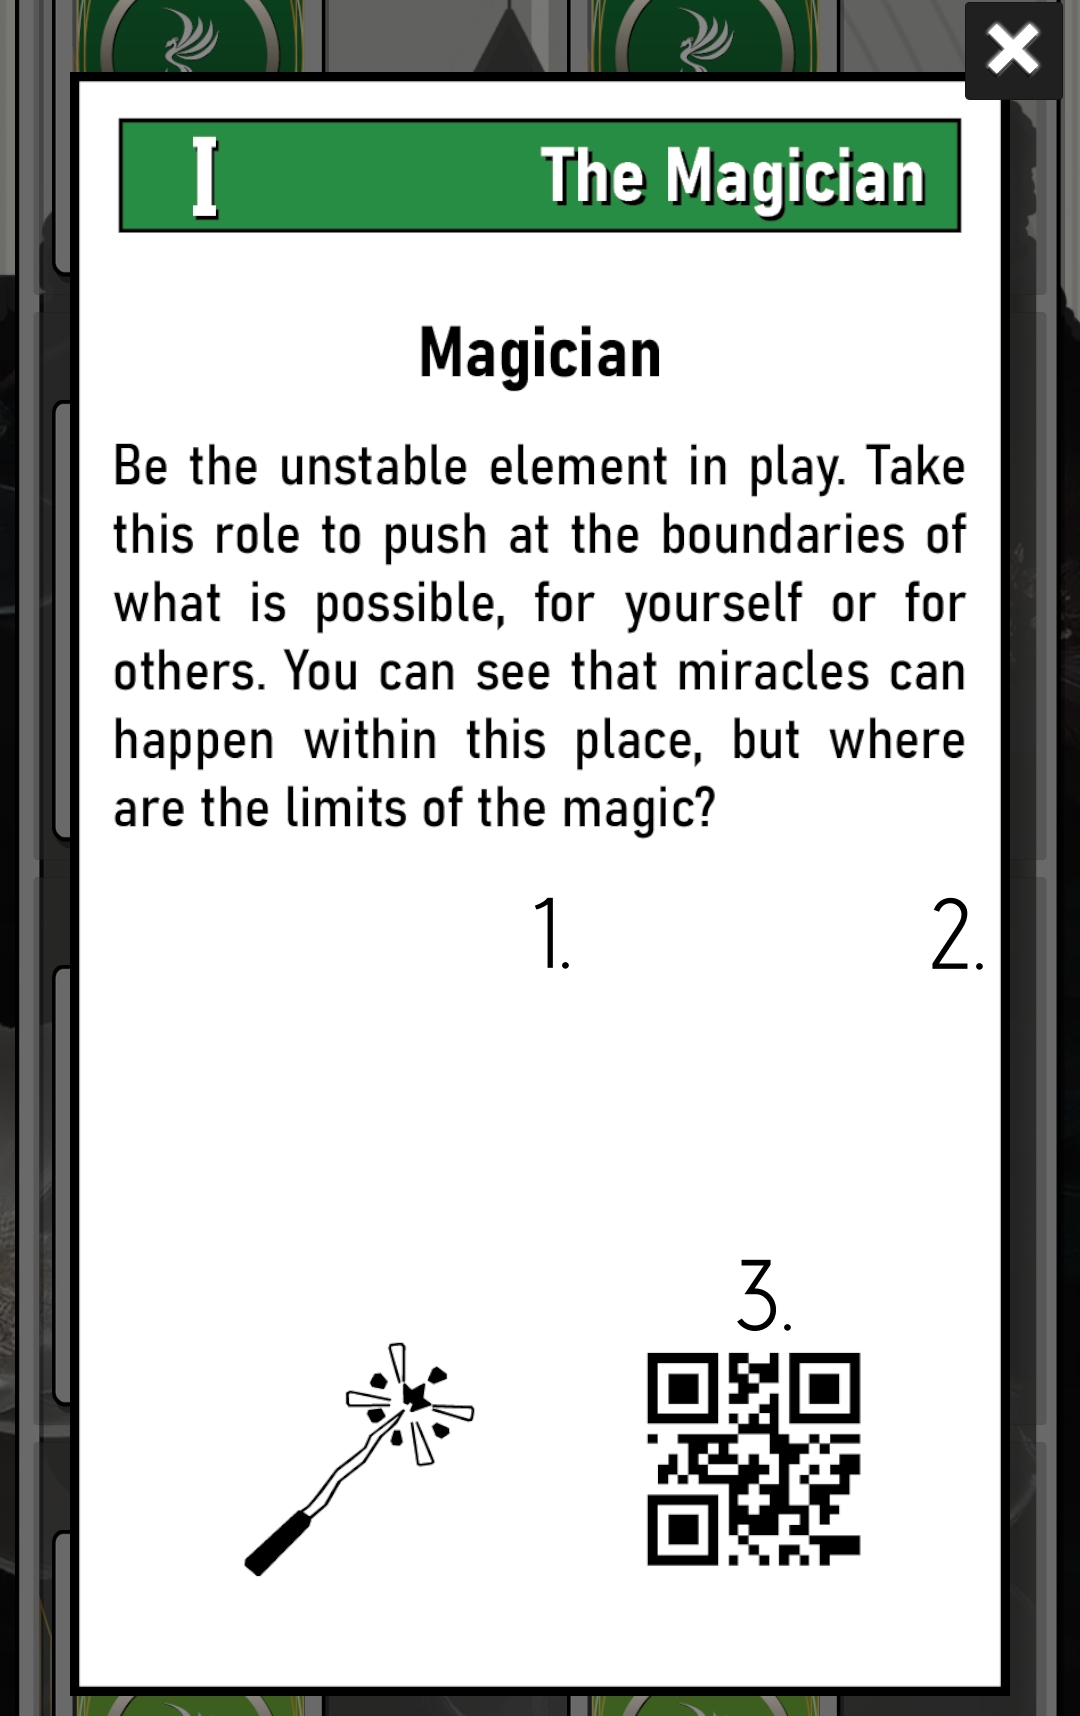 I The Magician
Magician
Be the unstable element in play. Take
this role to push at the boundaries of
what is possible, for yourself or for
others. You can see that miracles can
happen within this place, but where
are the limits of the magic?
1. 2.
3.